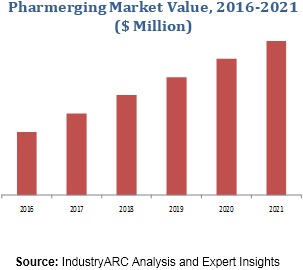 Pharmerging Market Value, 2016-2021
($ Million)
2016 2017 2018 2019 2020 2021
Source: IndustryARC Analysis and Expert Insights